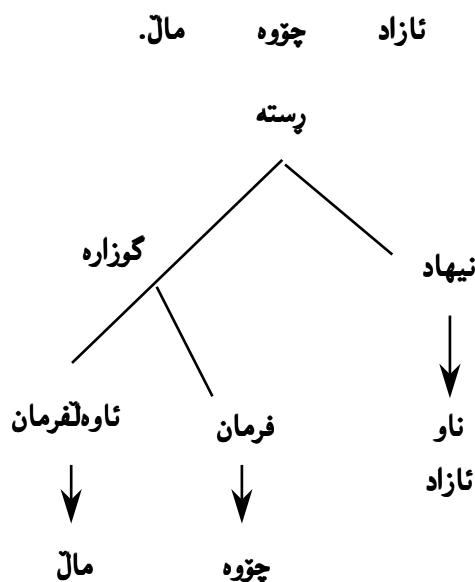 ئازاد چۆوە ماڵ.
ڕستە
گوزارە
نیهاد
ئاوەڵفرمان فرمان ناو
ئازاد
ماڵ چۆوە